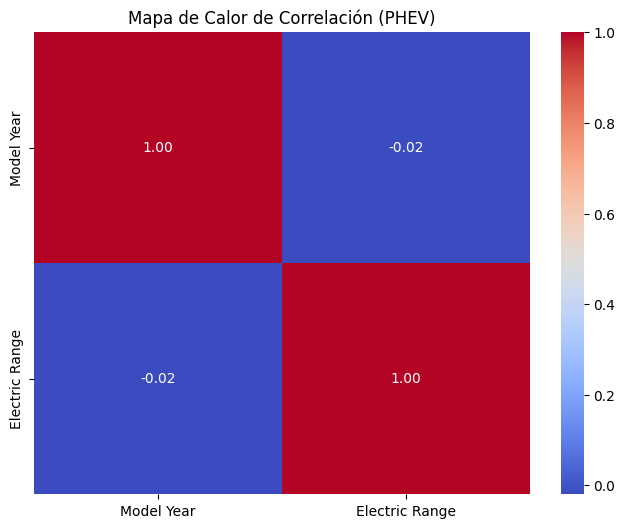 Mapa de Calor de Correlación (PHEV)
Model Year
1.00
-0.02
Electric Range
-0.02
1.00
Model Year
Electric Range
1.0
0.8
0.6
0.4
0.2
0.0